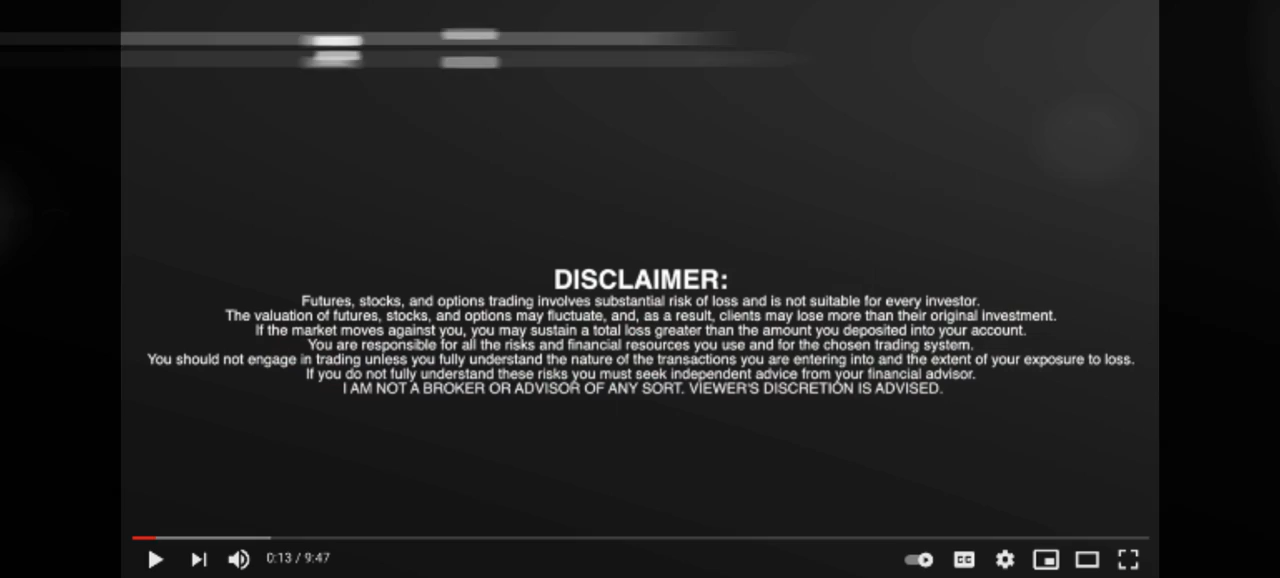 DISCLAIMER:
Futures, stocks, and options trading involves substantial risk of loss and is not suitable for every investor.
The valuation of futures, stocks, and options may fluctuate, and, as a result, clients may lose more than their original investment.
If the market moves against you, you may sustain a total loss greater than the amount you deposited into your account.
You are responsible for all the risks and financial resources you use and for the chosen trading system.
You should not engage in trading unless you fully understand the nature of the transactions you are entering into and the extent of your exposure to loss.
If you do not fully understand these risks you must seek independent advice from your financial advisor.
I AM NOT A BROKER OR ADVISOR OF ANY SORT. VIEWER'S DISCRETION IS ADVISED.
0:13 / 9:47
CC